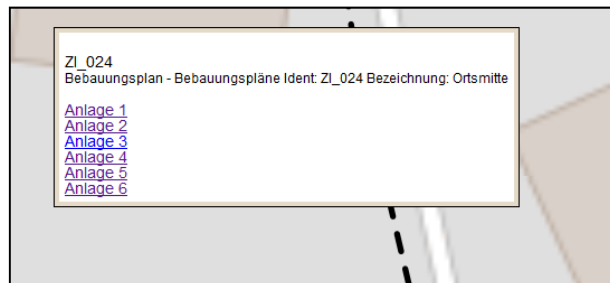 ZI_024
Bebauungsplan - Bebauungspläne Ident: ZI_024 Bezeichnung: Ortsmitte
Anlage 1
Anlage 2
Anlage 3
Anlage 4
Anlage 5
Anlage 6